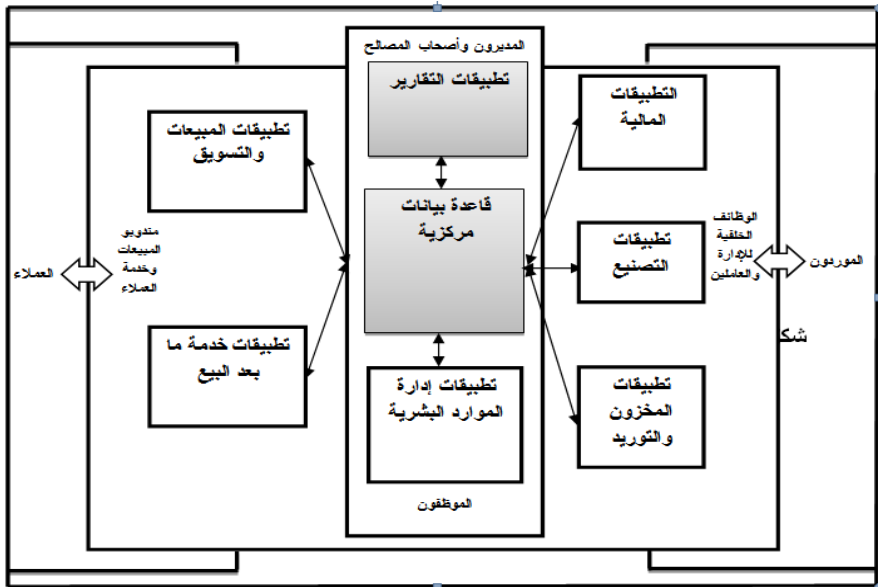 المديرون وأصحاب المصالح
تطبيقات التقارير
التطبيقات
المالية
تطبيقات المبيعات
والتسويق
قاعدة بيانات
مركزية
الوظائف
الخلفية
للإدارة
والعاملين
تطبيقات
التصنيع
مندوبو
المبيعات
وخدمة
العملاء
الموردون
العملاء
شك
تطبيقات خدمة ما
بعد البيع
تطبيقات إدارة
الموارد البشرية
تطبيقات
المخزون
والتوريد
الموظفون